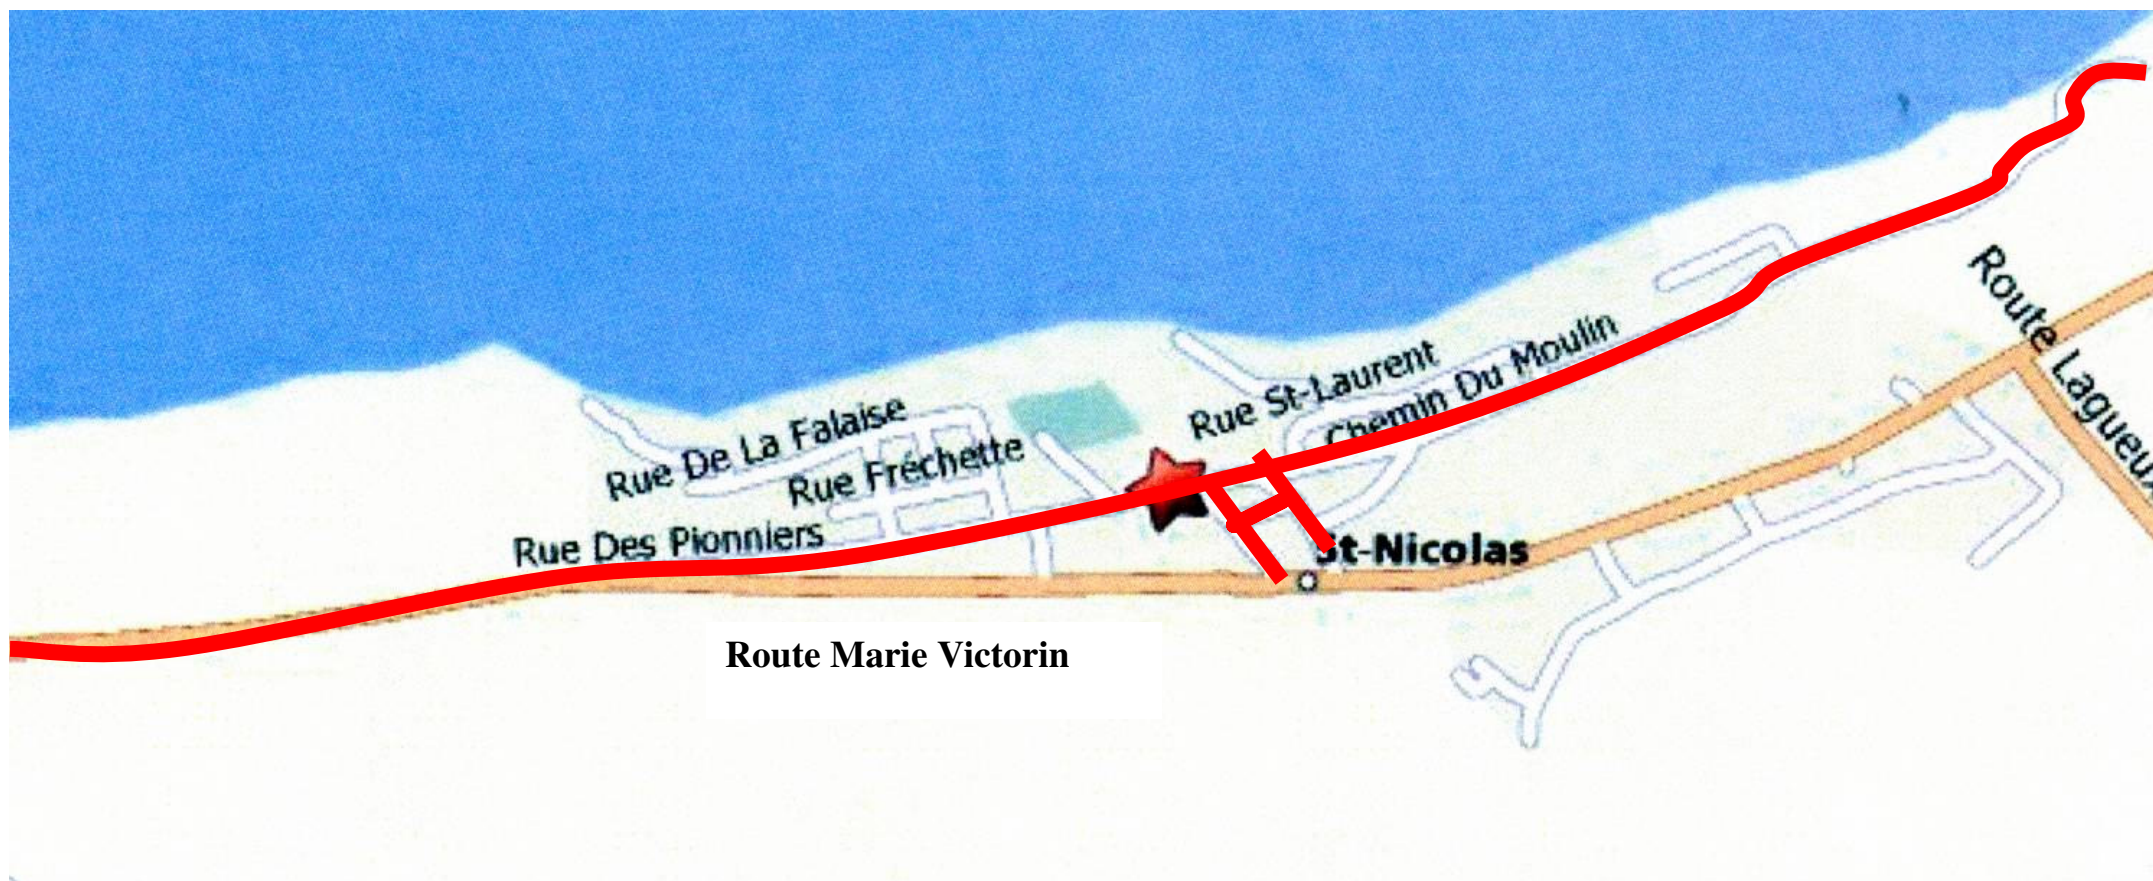 Route Lagueux
Rue St-Laurent
Chemin Du Moulin
Rue De La Falaise
Rue Fréchette
Rue Des Pionniers
St-Nicolas
Route Marie Victorin